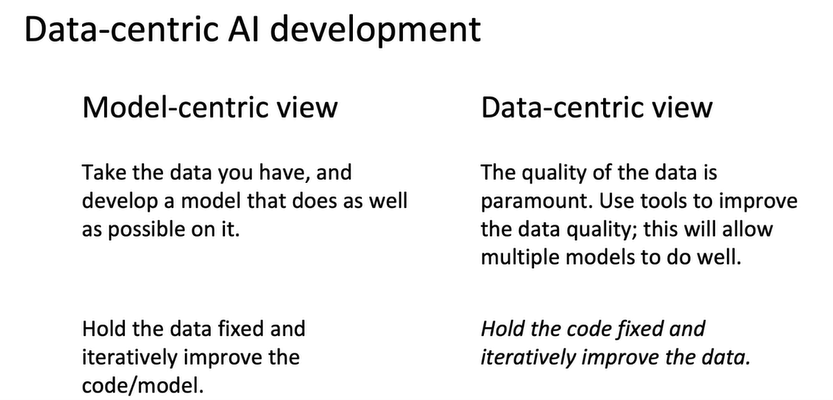 Data-centric AI development
Model-centric view
Take the data you have, and
develop a model that does as well
as possible on it.
Hold the data fixed and
iteratively improve the
code/model.
Data-centric view
The quality of the data is
paramount. Use tools to improve
the data quality; this will allow
multiple models to do well.
Hold the code fixed and
iteratively improve the data.